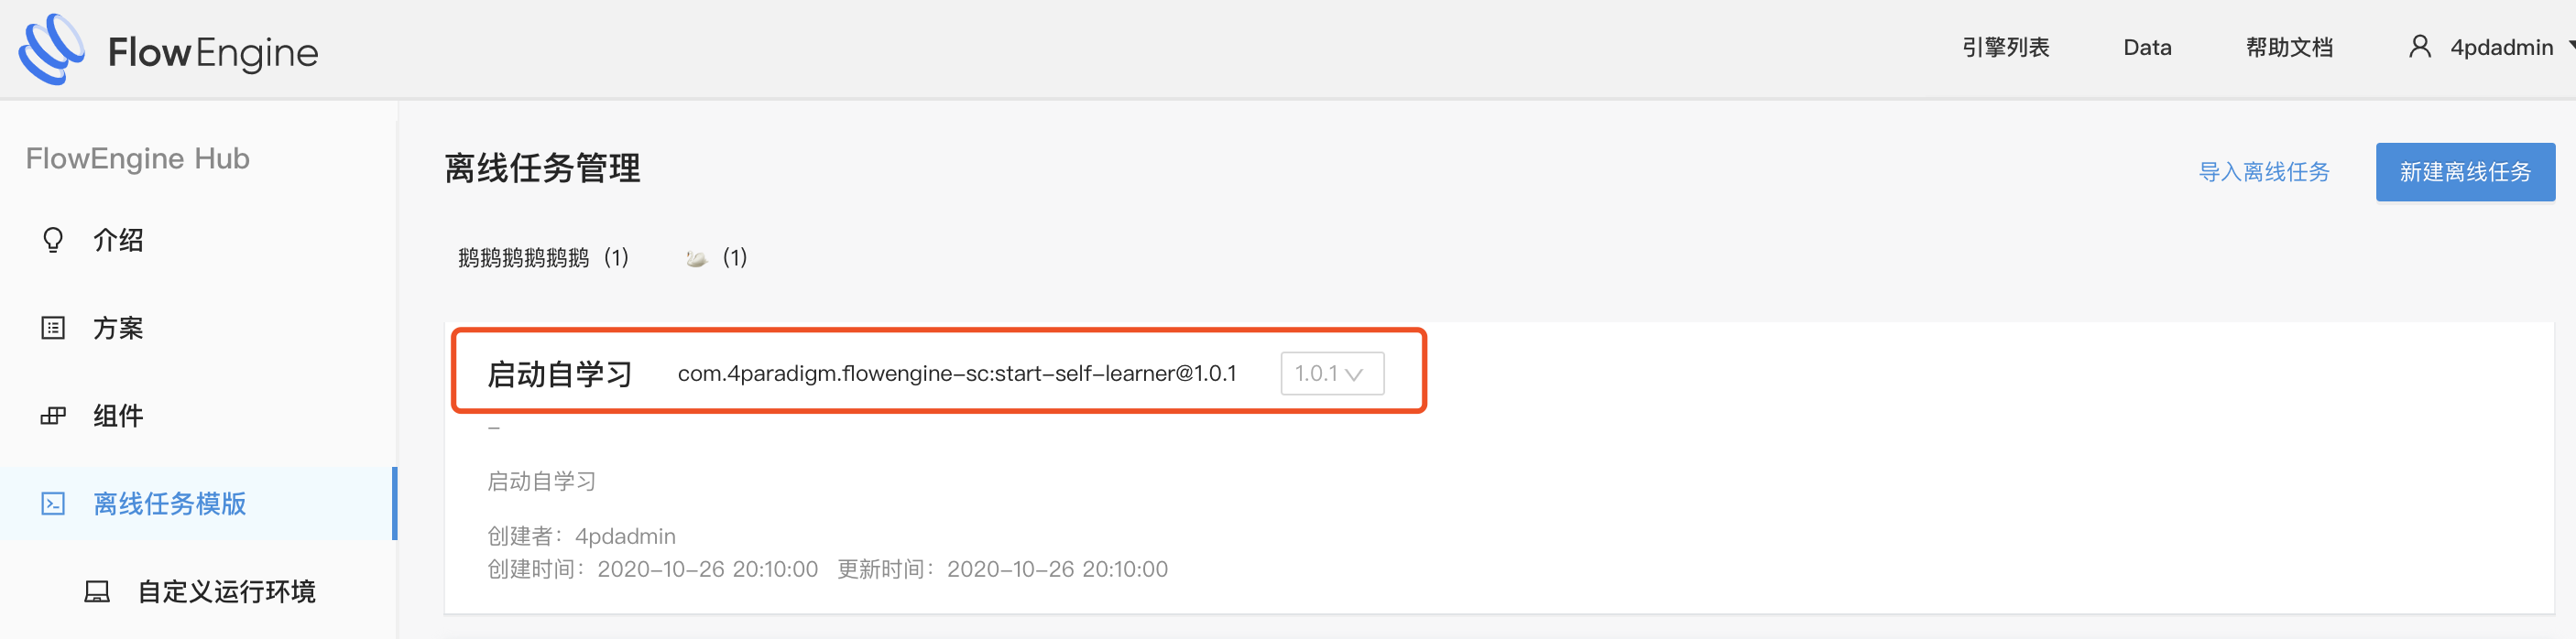 FlowEngine
引擎列表 Data 帮助文档 4pdadmin
FlowEngine Hub
介绍
方案
组件
离线任务模版
自定义运行环境
离线任务管理
导入离线任务 新建离线任务
鹅鹅鹅鹅鹅鹅 (1) 🦢 (1)
启动自学习 com.4paradigm.flowengine-sc:start-self-learner@1.0.1 1.0.1
-
启动自学习
创建者：4pdadmin
创建时间：2020-10-26 20:10:00 更新时间：2020-10-26 20:10:00